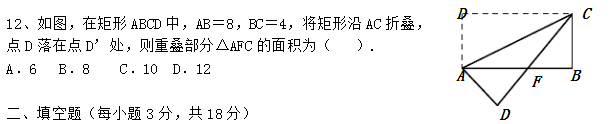 12、如图，在矩形ABCD中，AB=8，BC=4，将矩形沿AC折叠，
点D落在点D′处，则重叠部分△AFC的面积为（　　）．
A．6　B．8　　C．10　D．12
二、填空题（每小题3分，共18分）
D C
A F B
D